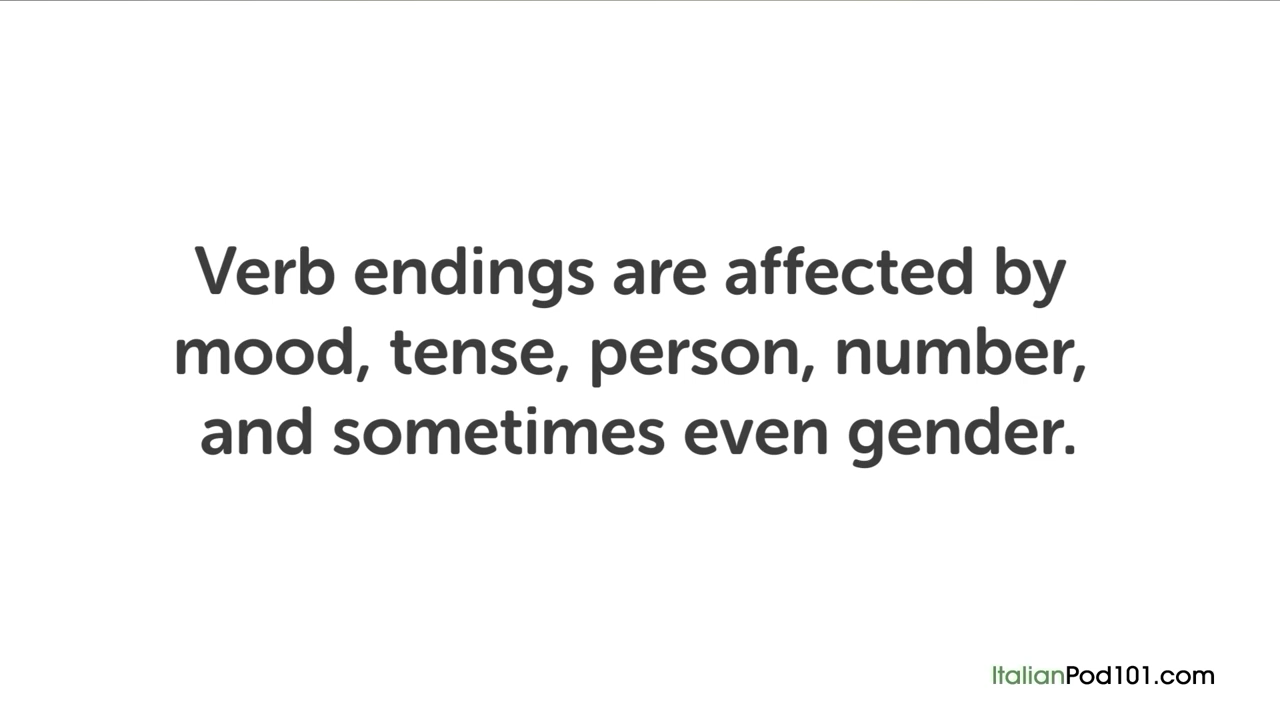 Verb endings are affected by
mood, tense, person, number,
and sometimes even gender.
ItalianPod101.com